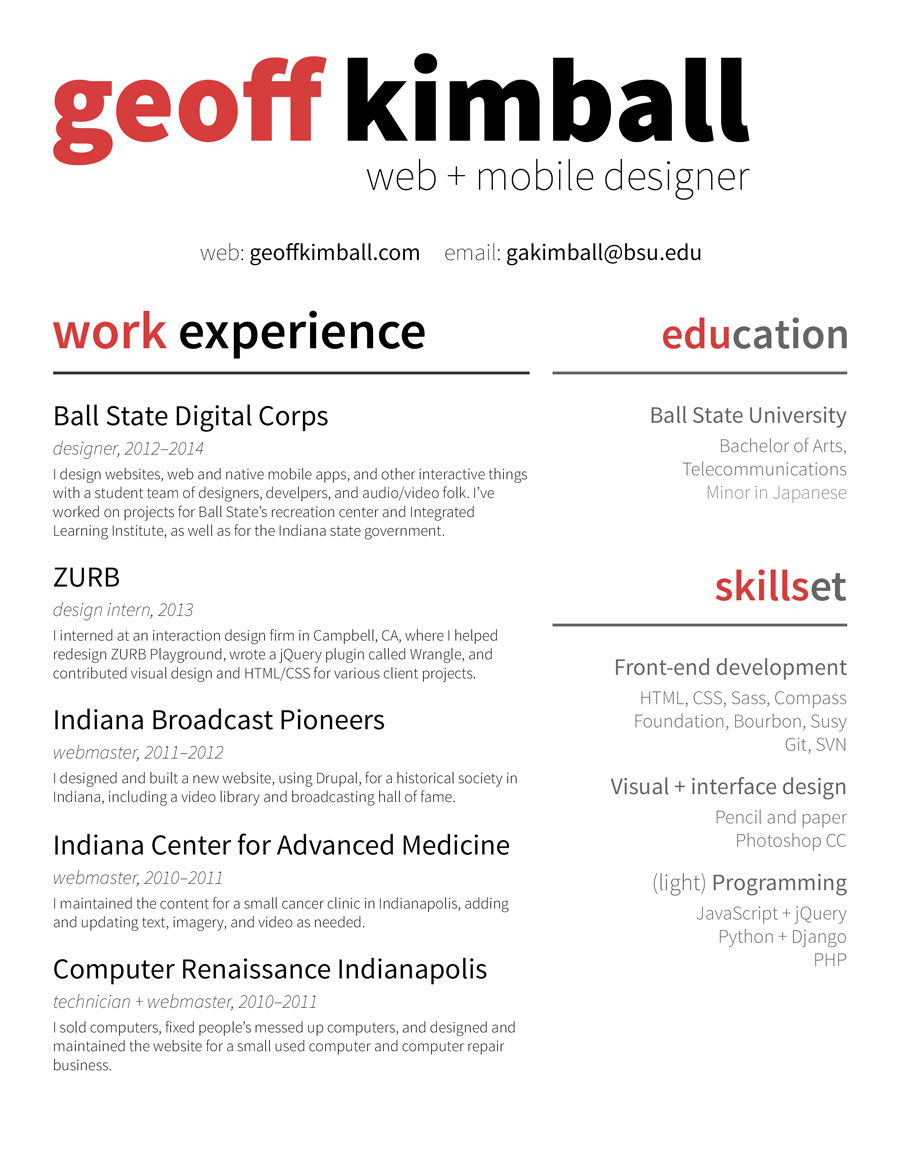 geoff kimball
web + mobile designer
web: geoffkimball.com email: gakimball@bsu.edu
work experience
Ball State Digital Corps
designer, 2012–2014
I design websites, web and native mobile apps, and other interactive things
with a student team of designers, develpers, and audio/video folk. I’ve
worked on projects for Ball State’s recreation center and Integrated
Learning Institute, as well as for the Indiana state government.
ZURB
design intern, 2013
I interned at an interaction design firm in Campbell, CA, where I helped
redesign ZURB Playground, wrote a jQuery plugin called Wrangle, and
contributed visual design and HTML/CSS for various client projects.
Indiana Broadcast Pioneers
webmaster, 2011–2012
I designed and built a new website, using Drupal, for a historical society in
Indiana, including a video library and broadcasting hall of fame.
Indiana Center for Advanced Medicine
webmaster, 2010–2011
I maintained the content for a small cancer clinic in Indianapolis, adding
and updating text, imagery, and video as needed.
Computer Renaissance Indianapolis
technician + webmaster, 2010–2011
I sold computers, fixed people’s messed up computers, and designed and
maintained the website for a small used computer and computer repair
business.
education
Ball State University
Bachelor of Arts,
Telecommunications
Minor in Japanese
skillset
Front-end development
HTML, CSS, Sass, Compass
Foundation, Bourbon, Susy
Git, SVN
Visual + interface design
Pencil and paper
Photoshop CC
(light) Programming
JavaScript + jQuery
Python + Django
PHP